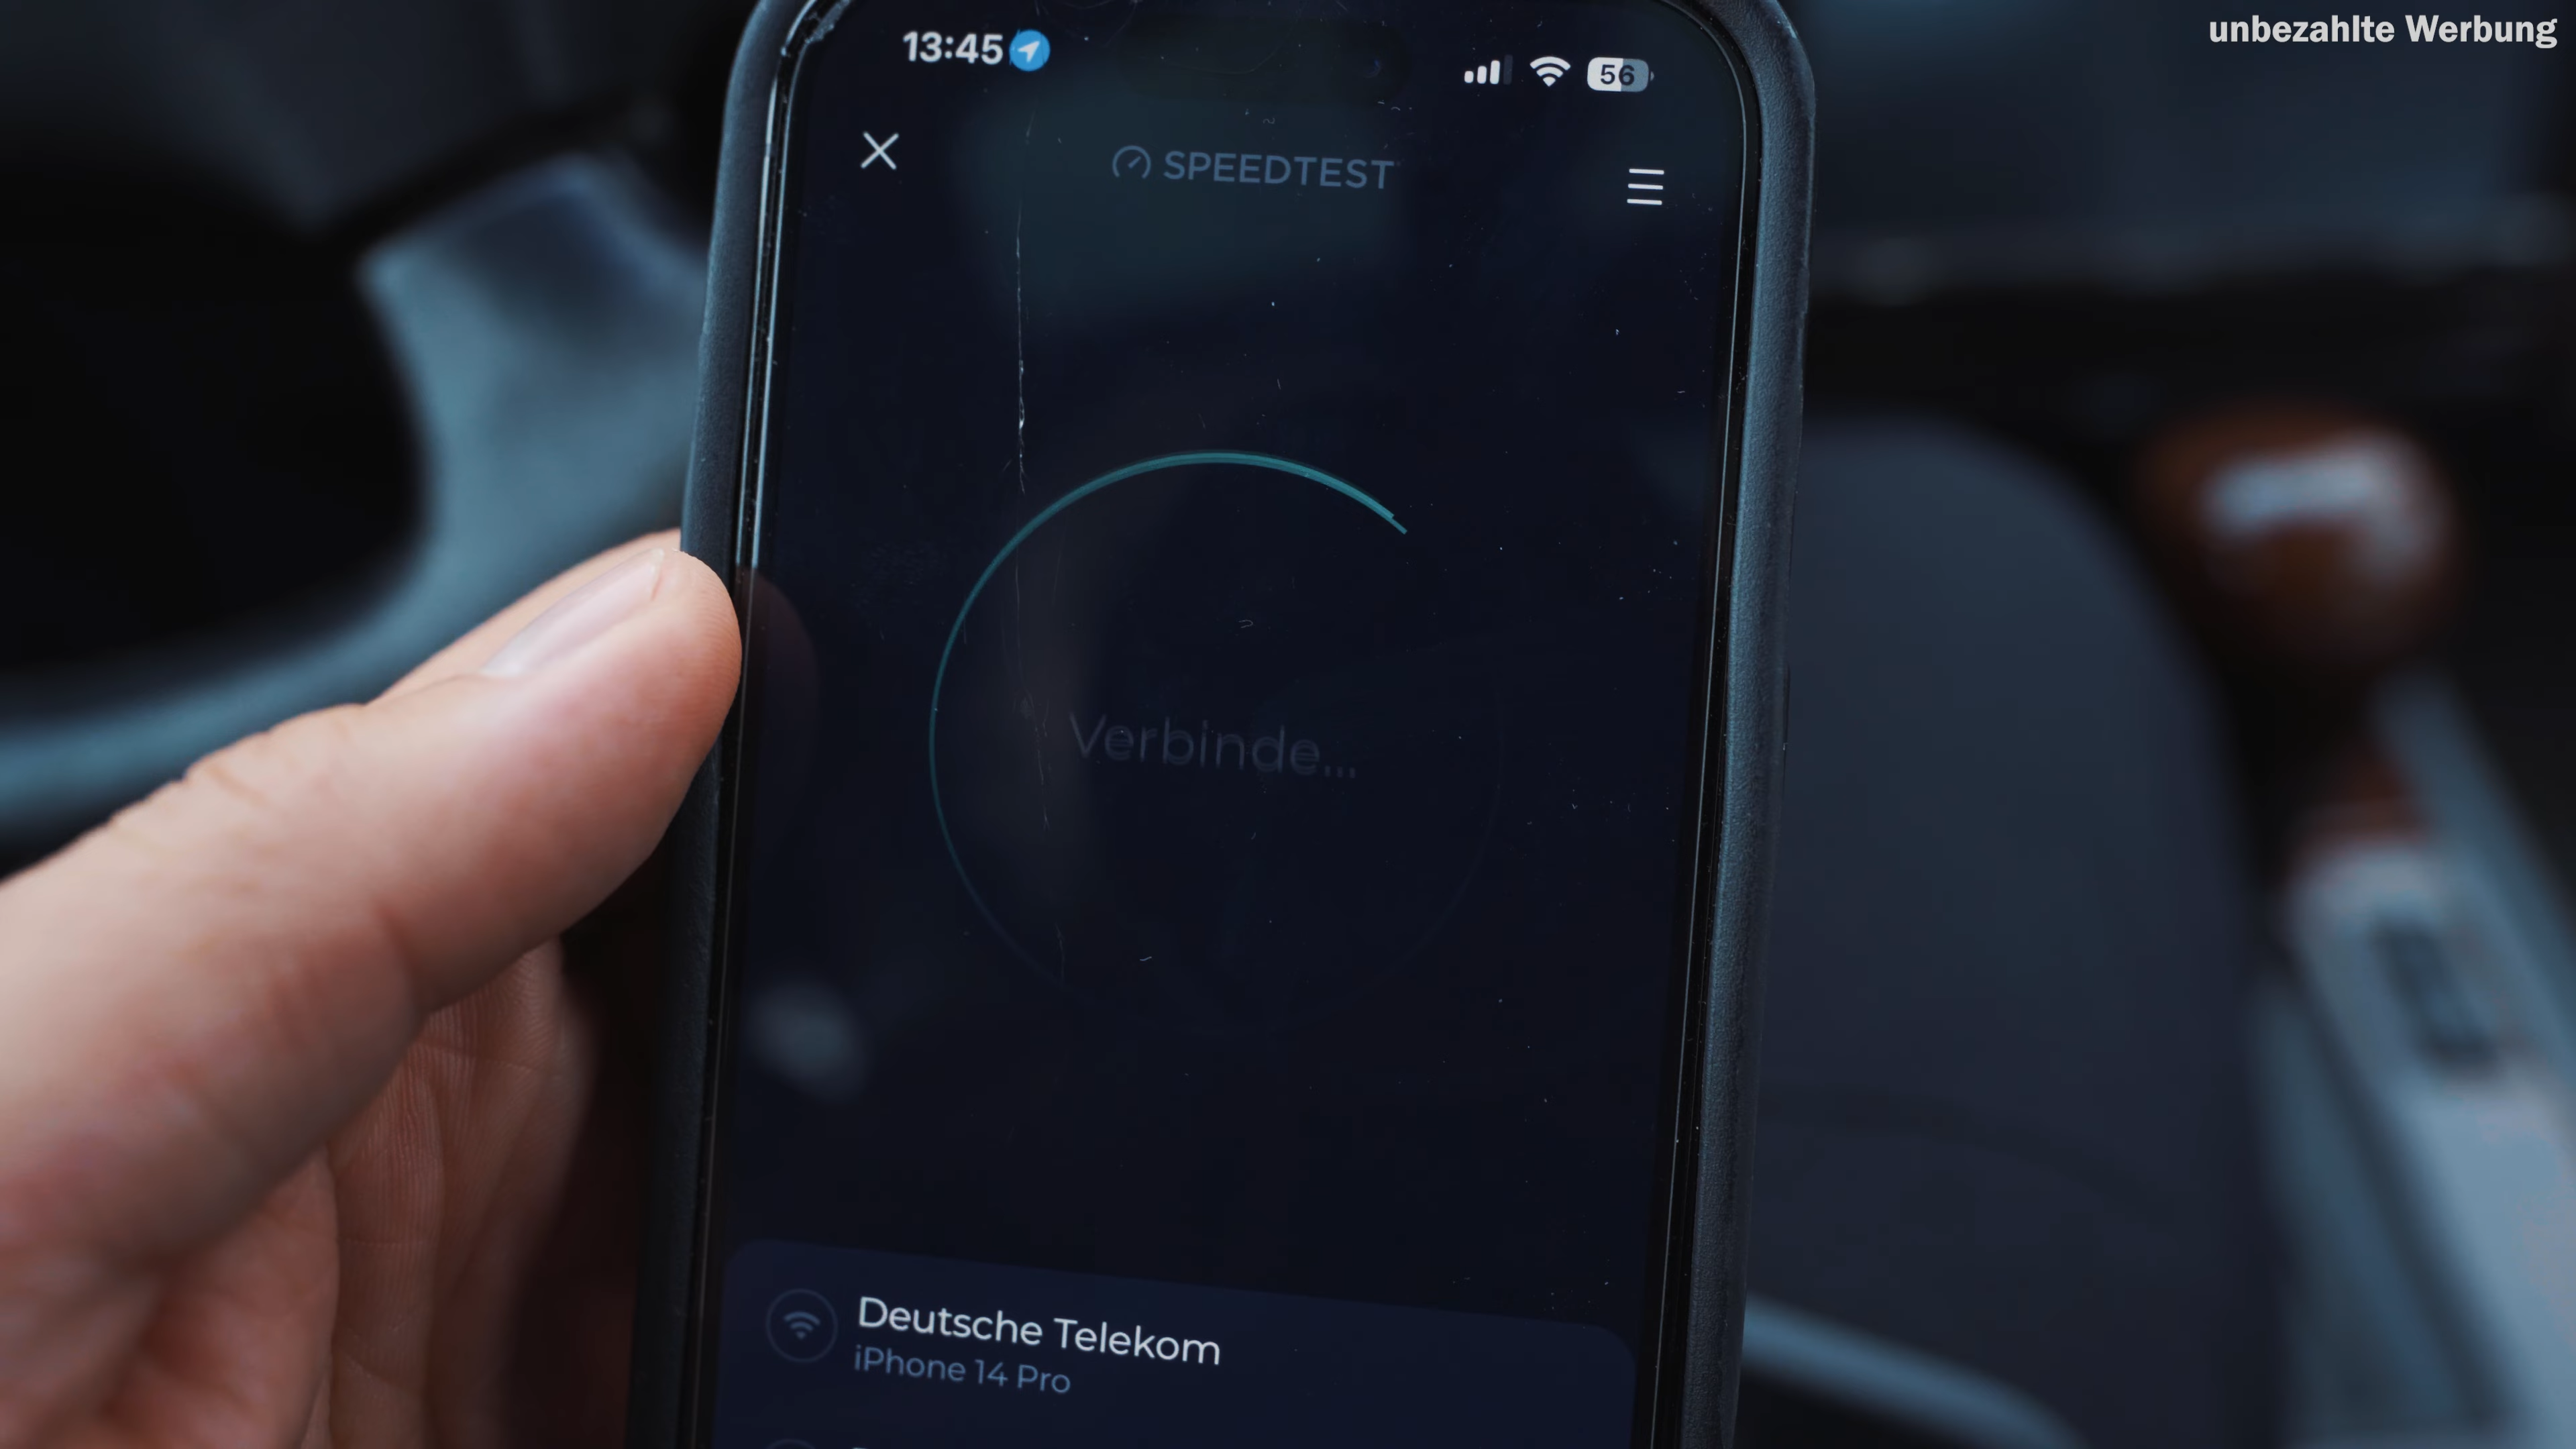 unbezahlte Werbung
13:45
56
SPEEDTEST
Verbinde...
Deutsche Telekom
iPhone 14 Pro